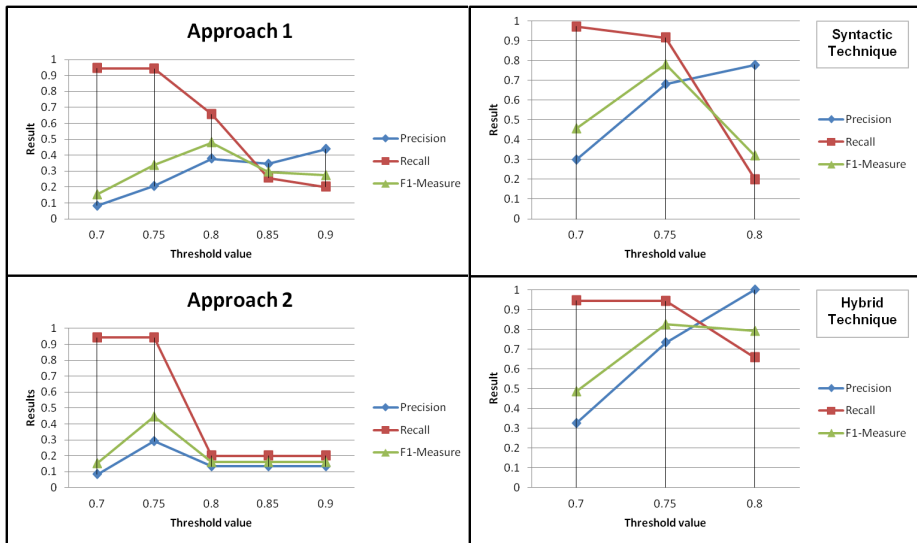 Approach 1
Result
1
0.9
0.8
0.7
0.6
0.5
0.4
0.3
0.2
0.1
0
0.7 0.75 0.8 0.85 0.9
Threshold value
Precision
Recall
F1-Measure
Syntactic
Technique
Result
1
0.9
0.8
0.7
0.6
0.5
0.4
0.3
0.2
0.1
0
0.7 0.75 0.8
Threshold value
Precision
Recall
F1-Measure
Approach 2
Results
1
0.9
0.8
0.7
0.6
0.5
0.4
0.3
0.2
0.1
0
0.7 0.75 0.8 0.85 0.9
Threshold value
Precision
Recall
F1-Measure
Hybrid
Technique
Result
1
0.9
0.8
0.7
0.6
0.5
0.4
0.3
0.2
0.1
0
0.7 0.75 0.8
Threshold value
Precision
Recall
F1-Measure